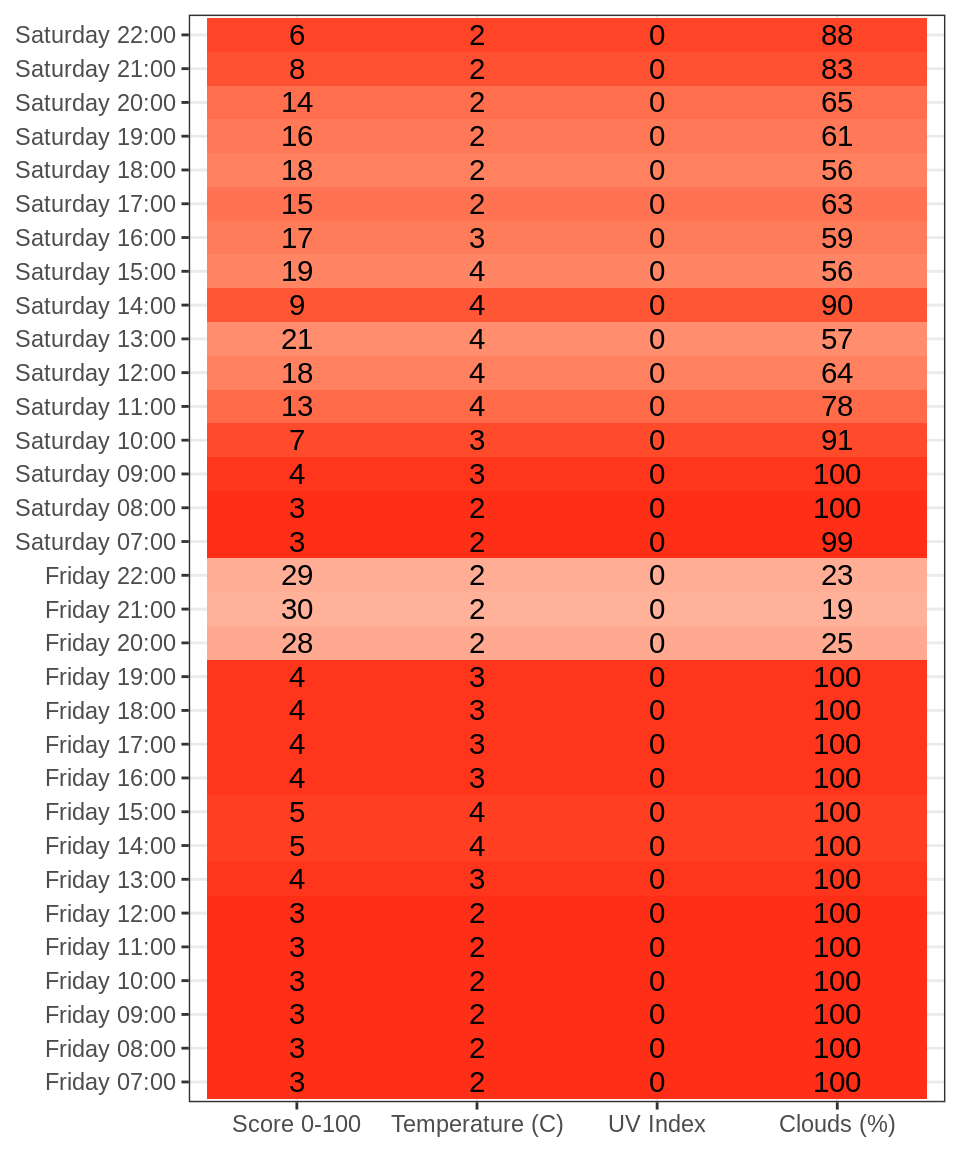 Saturday 22:00 6 2 0 88
Saturday 21:00 8 2 0 83
Saturday 20:00 14 2 0 65
Saturday 19:00 16 2 0 61
Saturday 18:00 18 2 0 56
Saturday 17:00 15 2 0 63
Saturday 16:00 17 3 0 59
Saturday 15:00 19 4 0 56
Saturday 14:00 9 4 0 90
Saturday 13:00 21 4 0 57
Saturday 12:00 18 4 0 64
Saturday 11:00 13 4 0 78
Saturday 10:00 7 3 0 91
Saturday 09:00 4 3 0 100
Saturday 08:00 3 2 0 100
Saturday 07:00 3 2 0 99
Friday 22:00 29 2 0 23
Friday 21:00 30 2 0 19
Friday 20:00 28 2 0 25
Friday 19:00 4 3 0 100
Friday 18:00 4 3 0 100
Friday 17:00 4 3 0 100
Friday 16:00 4 3 0 100
Friday 15:00 5 4 0 100
Friday 14:00 5 4 0 100
Friday 13:00 4 3 0 100
Friday 12:00 3 2 0 100
Friday 11:00 3 2 0 100
Friday 10:00 3 2 0 100
Friday 09:00 3 2 0 100
Friday 08:00 3 2 0 100
Friday 07:00 3 2 0 100
Score 0-100 Temperature (C) UV Index Clouds (%)